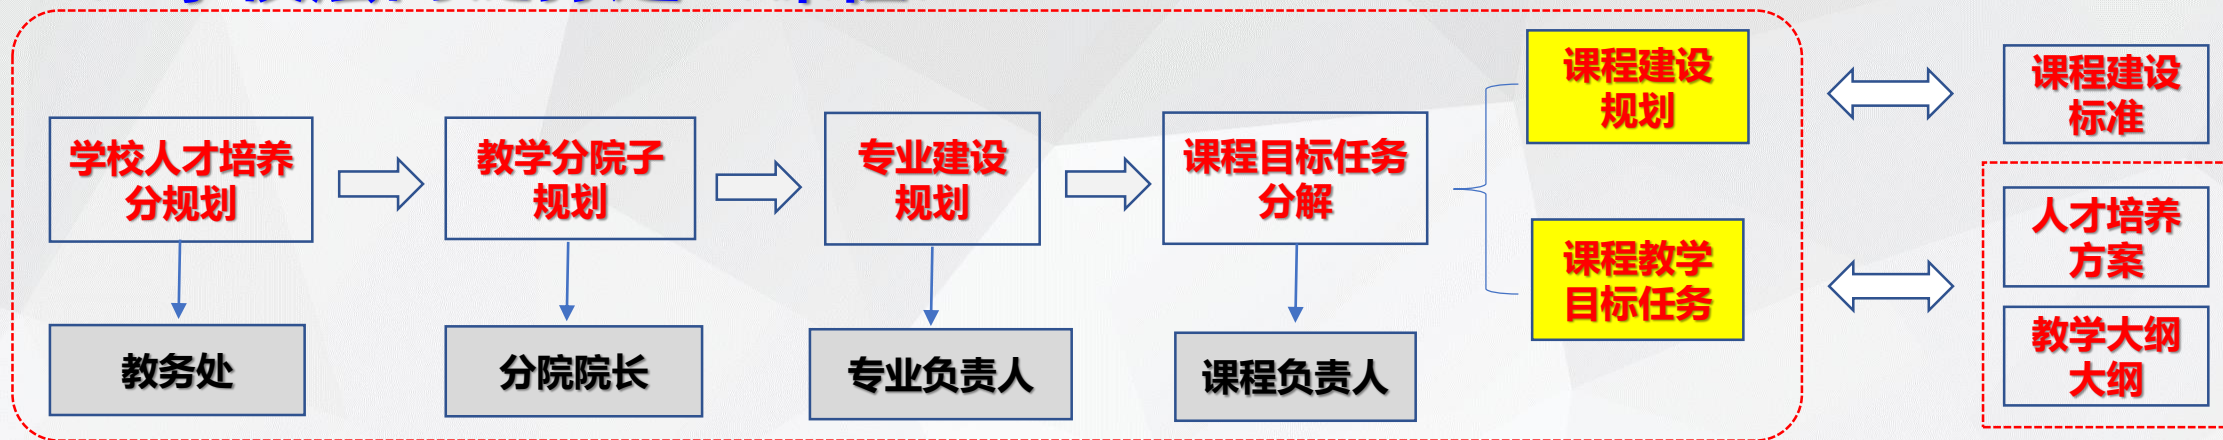 学校人才培养
分规划
教学分院子
规划
专业建设
规划
课程目标任务
分解
课程建设
规划
课程教学
目标任务
课程建设
标准
人才培养
方案
教学大纲
大纲
教务处
分院院长
专业负责人
课程负责人